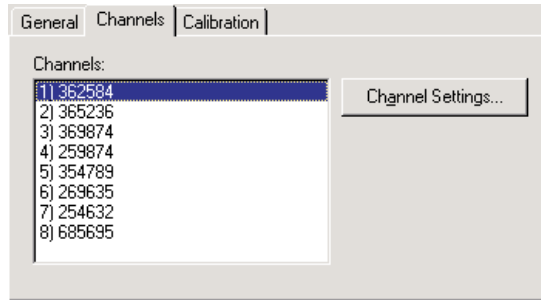 General Channels Calibration
Channels:
1) 362584
Channel Settings...
2) 365236
3) 369874
4) 259874
5) 354789
6) 269635
7) 254632
8) 685695